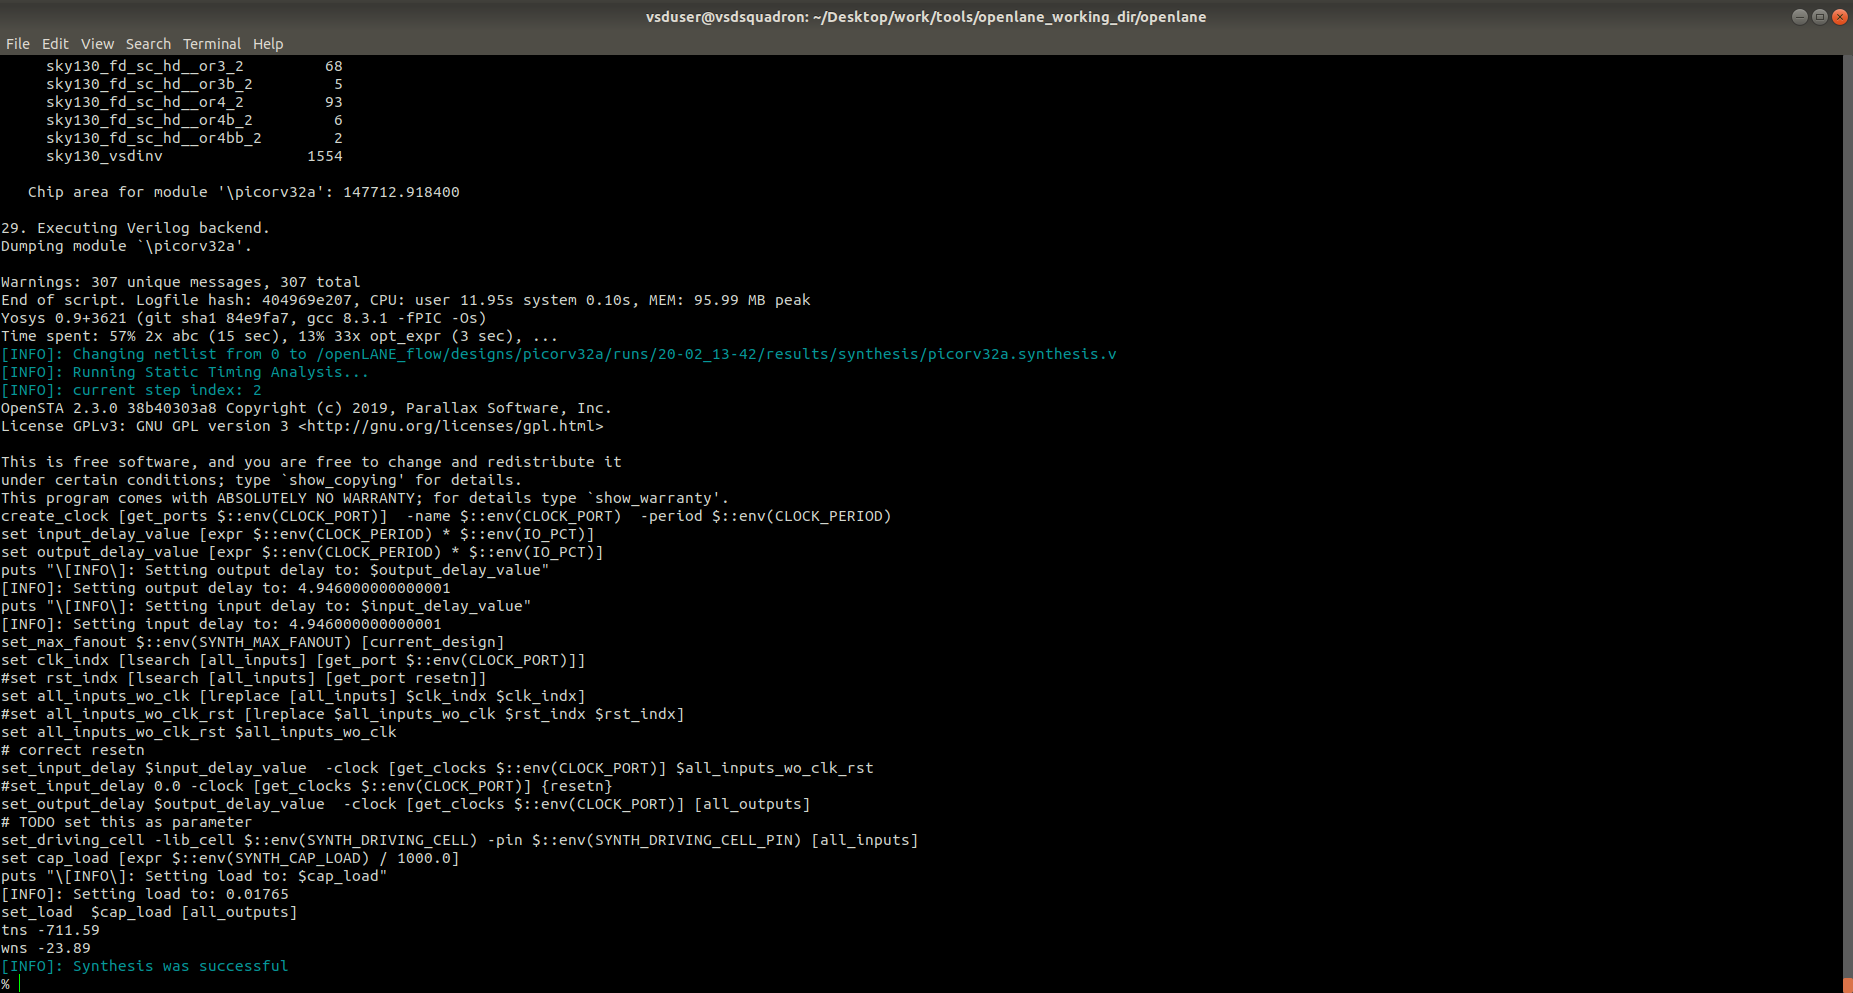 vsduser@vsdsquadron: ~/Desktop/work/tools/openlane_working_dir/openlane
File Edit View Search Terminal Help
sky130_fd_sc_hd__or3_2 68
sky130_fd_sc_hd__or3b_2 5
sky130_fd_sc_hd__or4_2 93
sky130_fd_sc_hd__or4b_2 6
sky130_fd_sc_hd__or4bb_2 2
sky130_vsdinv 1554
Chip area for module '\picorv32a': 147712.918400
29. Executing Verilog backend.
Dumping module `\picorv32a'.
Warnings: 307 unique messages, 307 total
End of script. Logfile hash: 404969e207, CPU: user 11.95s system 0.10s, MEM: 95.99 MB peak
Yosys 0.9+3621 (git sha1 84e9fa7, gcc 8.3.1 -fPIC -Os)
Time spent: 57% 2x abc (15 sec), 13% 33x opt_expr (3 sec), ...
[INFO]: Changing netlist from 0 to /openLANE_flow/designs/picorv32a/runs/20-02_13-42/results/synthesis/picorv32a.synthesis.v
[INFO]: Running Static Timing Analysis...
[INFO]: current step index: 2
OpenSTA 2.3.0 38b40303a8 Copyright (c) 2019, Parallax Software, Inc.
License GPLv3: GNU GPL version 3 <http://gnu.org/licenses/gpl.html>
This is free software, and you are free to change and redistribute it
under certain conditions; type `show_copying' for details.
This program comes with ABSOLUTELY NO WARRANTY; for details type `show_warranty'.
create_clock [get_ports $::env(CLOCK_PORT)]  -name $::env(CLOCK_PORT)  -period $::env(CLOCK_PERIOD)
set input_delay_value [expr $::env(CLOCK_PERIOD) * $::env(IO_PCT)]
set output_delay_value [expr $::env(CLOCK_PERIOD) * $::env(IO_PCT)]
puts "\[INFO\]: Setting output delay to: $output_delay_value"
[INFO]: Setting output delay to: 4.946000000000001
puts "\[INFO\]: Setting input delay to: $input_delay_value"
[INFO]: Setting input delay to: 4.946000000000001
set_max_fanout $::env(SYNTH_MAX_FANOUT) [current_design]
set clk_indx [lsearch [all_inputs] [get_port $::env(CLOCK_PORT)]]
#set rst_indx [lsearch [all_inputs] [get_port resetn]]
set all_inputs_wo_clk [lreplace [all_inputs] $clk_indx $clk_indx]
#set all_inputs_wo_clk_rst [lreplace $all_inputs_wo_clk $rst_indx $rst_indx]
set all_inputs_wo_clk_rst $all_inputs_wo_clk
# correct resetn
set_input_delay $input_delay_value  -clock [get_clocks $::env(CLOCK_PORT)] $all_inputs_wo_clk_rst
#set_input_delay 0.0 -clock [get_clocks $::env(CLOCK_PORT)] {resetn}
set_output_delay $output_delay_value  -clock [get_clocks $::env(CLOCK_PORT)] [all_outputs]
# TODO set this as parameter
set_driving_cell -lib_cell $::env(SYNTH_DRIVING_CELL) -pin $::env(SYNTH_DRIVING_CELL_PIN) [all_inputs]
set cap_load [expr $::env(SYNTH_CAP_LOAD) / 1000.0]
puts "\[INFO\]: Setting load to: $cap_load"
[INFO]: Setting load to: 0.01765
set_load  $cap_load [all_outputs]
tns -711.59
wns -23.89
[INFO]: Synthesis was successful
%